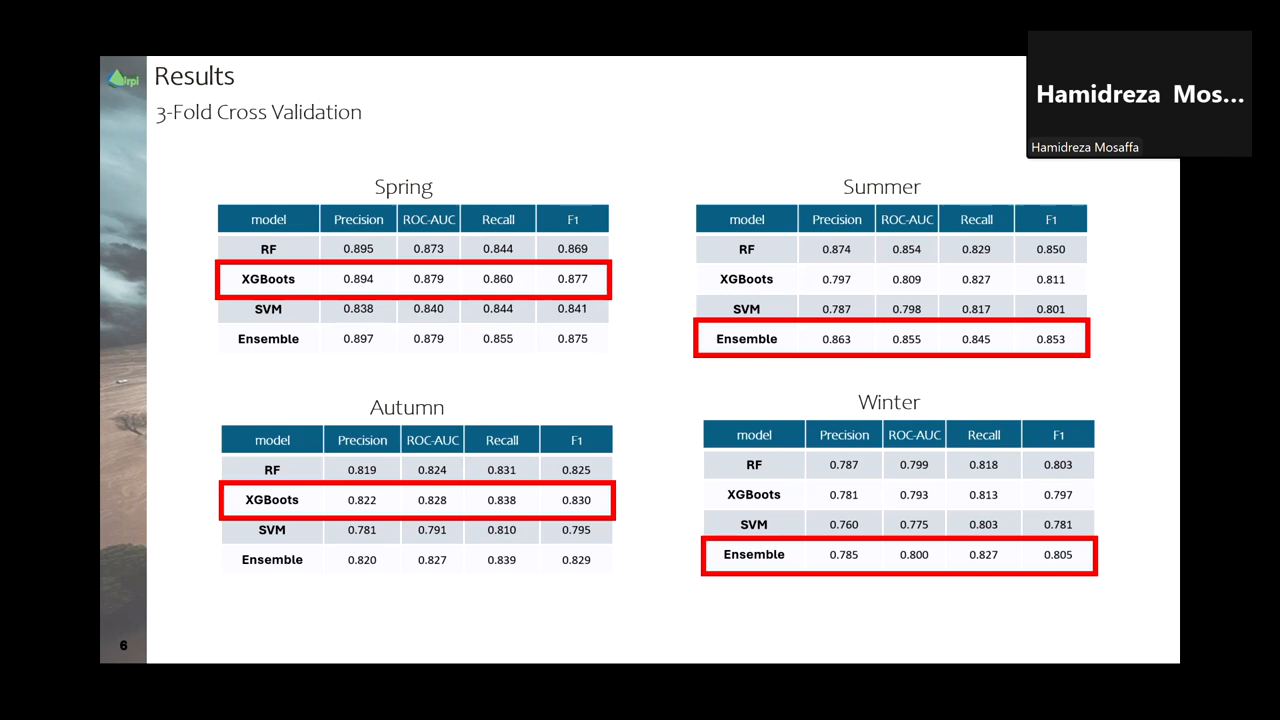 Irpi
Results
3-Fold Cross Validation
Hamidreza Mos...
Hamidreza Mosaffa
Spring
model Precision ROC-AUC Recall F1
RF 0.895 0.873 0.844 0.869
XGBoots 0.894 0.879 0.860 0.877
SVM 0.838 0.840 0.844 0.841
Ensemble 0.897 0.879 0.855 0.875
Summer
model Precision ROC-AUC Recall F1
RF 0.874 0.854 0.829 0.850
XGBoots 0.797 0.809 0.827 0.811
SVM 0.787 0.798 0.817 0.801
Ensemble 0.863 0.855 0.845 0.853
Autumn
model Precision ROC-AUC Recall F1
RF 0.819 0.824 0.831 0.825
XGBoots 0.822 0.828 0.838 0.830
SVM 0.781 0.791 0.810 0.795
Ensemble 0.820 0.827 0.839 0.829
Winter
model Precision ROC-AUC Recall F1
RF 0.787 0.799 0.818 0.803
XGBoots 0.781 0.793 0.813 0.797
SVM 0.760 0.775 0.803 0.781
Ensemble 0.785 0.800 0.827 0.805
6